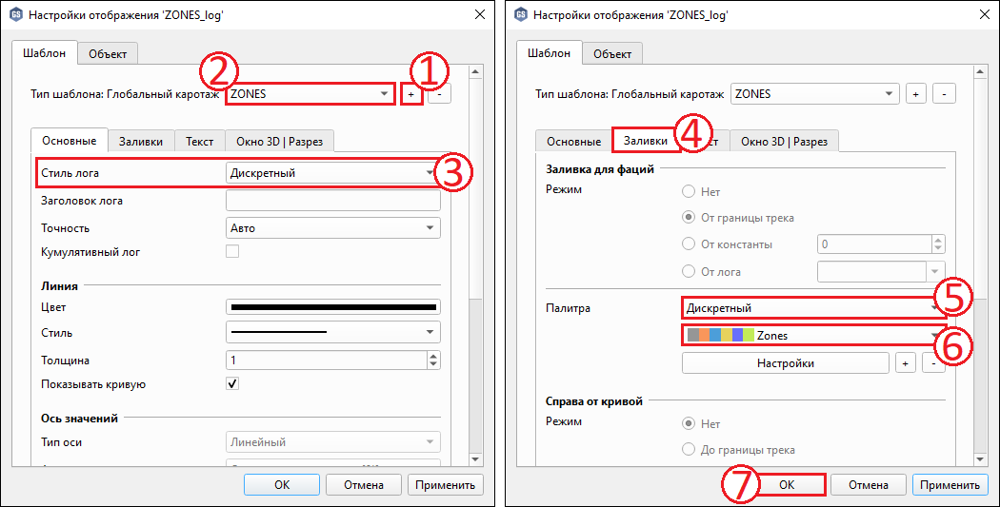 GS Настройки отображения 'ZONES_log'
Шаблон Объект
2 1
Тип шаблона: Глобальный каротаж ZONES + -
Основные Заливки Текст Окно 3D | Разрез
Стиль лога Дискретный 3
Заголовок лога
Точность Авто
Кумулятивный лог
Линия
Цвет
Стиль
Толщина 1
Показывать кривую
Ось значений
Тип оси Линейный
OK Отмена Применить
GS Настройки отображения 'ZONES_log'
Шаблон Объект
Тип шаблона: Глобальный каротаж ZONES + -
Основные Заливки 4 Окно 3D | Разрез
Заливка для фаций
Режим Нет
От границы трека
От константы 0
От лога
Палитра Дискретный 5
Zones 6
Настройки + -
Справа от кривой
Режим Нет
До границы трека
7 OK Отмена Применить